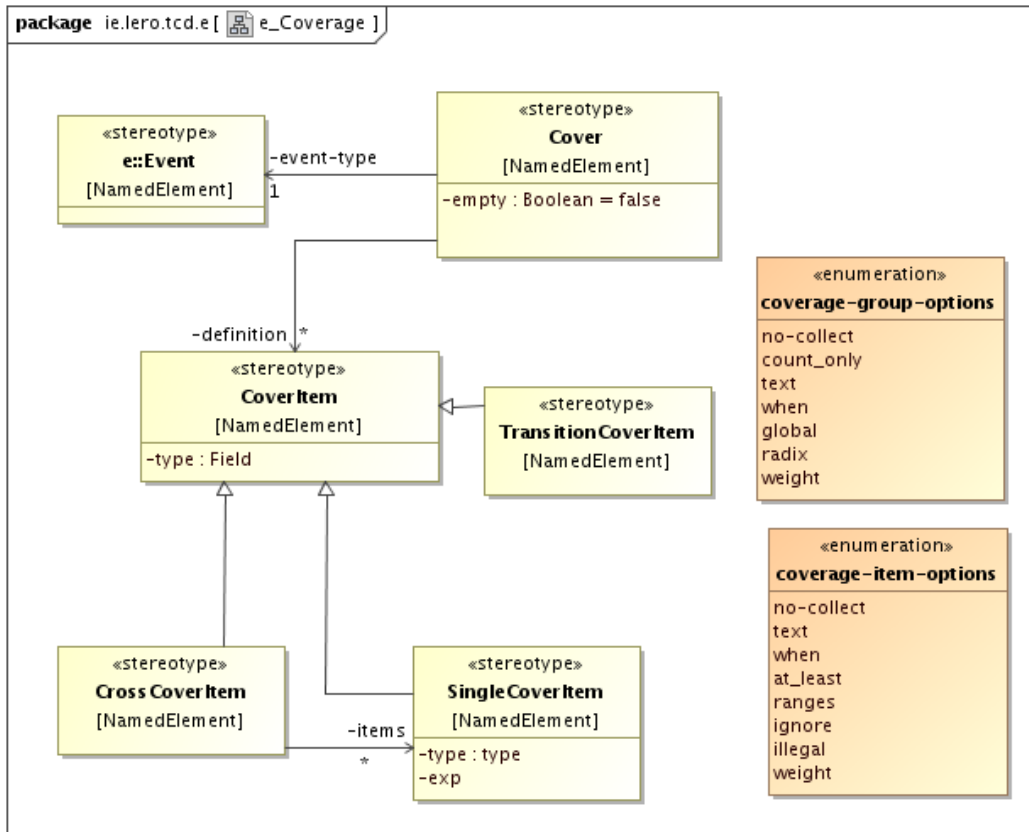 package ie.lero.tcd.e [ e_Coverage ]
«stereotype»
e::Event
[NamedElement]
-event-type
1
«stereotype»
Cover
[NamedElement]
-empty : Boolean = false
-definition
*
«stereotype»
CoverItem
[NamedElement]
-type : Field
«stereotype»
TransitionCoverItem
[NamedElement]
«stereotype»
CrossCoverItem
[NamedElement]
-items
*
«stereotype»
SingleCoverItem
[NamedElement]
-type : type
-exp
«enumeration»
coverage-group-options
no-collect
count_only
text
when
global
radix
weight
«enumeration»
coverage-item-options
no-collect
text
when
at_least
ranges
ignore
illegal
weight